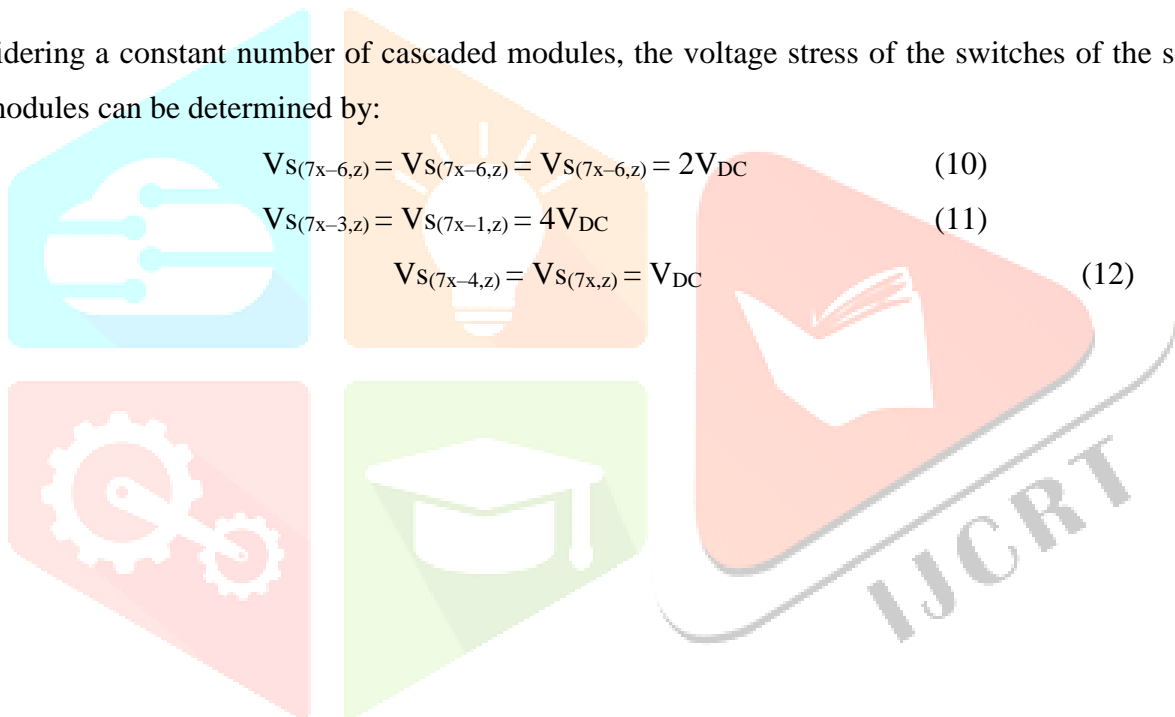 idering a constant number of cascaded modules, the voltage stress of the switches of the s
nodules can be determined by:
Vs(7x–6,z) = Vs(7x–6,z) = Vs(7x–6,z) = 2VDC (10)
Vs(7x–3,z) = Vs(7x–1,z) = 4VDC (11)
Vs(7x–4,z) = Vs(7x,z) = VDC (12)
IJCRT